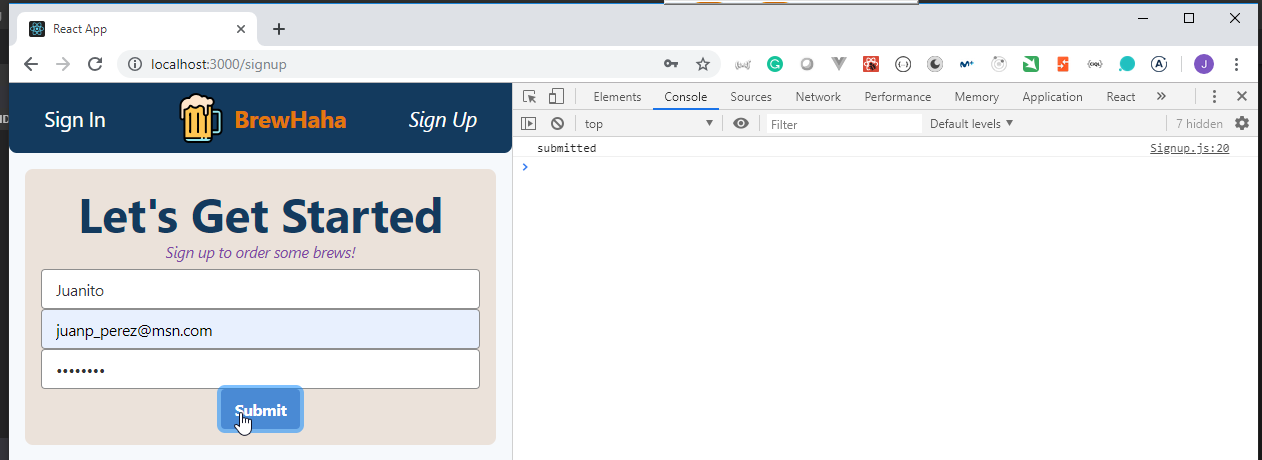 React App
localhost:3000/signup
J
Sign In BrewHaha Sign Up
Let's Get Started
Sign up to order some brews!
Juanito
juanp_perez@msn.com
••••••••
Submit
Elements Console Sources Network Performance Memory Application React »
top Filter Default levels 7 hidden
submitted Signup.js:20